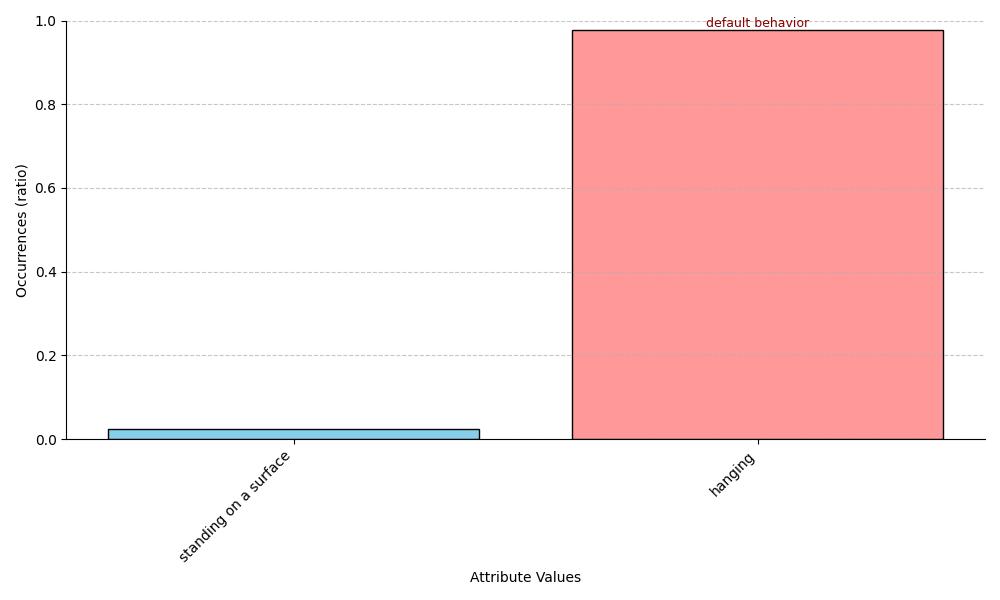 1.0
default behavior
0.8
0.6
0.4
0.2
0.0
Occurrences (ratio)
standing on a surface
hanging
Attribute Values